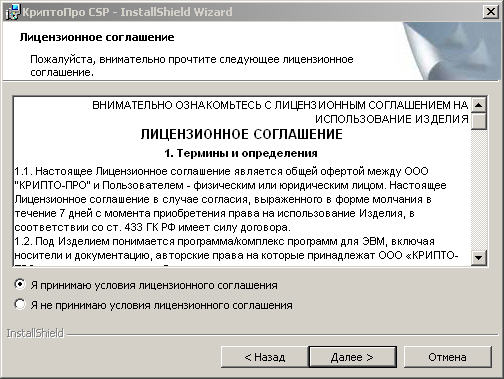 КриптоПро CSP - InstallShield Wizard
Лицензионное соглашение
Пожалуйста, внимательно прочтите следующее лицензионное
соглашение.
ВНИМАТЕЛЬНО ОЗНАКОМЬТЕСЬ С ЛИЦЕНЗИОННЫМ СОГЛАШЕНИЕМ НА
ИСПОЛЬЗОВАНИЕ ИЗДЕЛИЯ
ЛИЦЕНЗИОННОЕ СОГЛАШЕНИЕ
1. Термины и определения
1.1. Настоящее Лицензионное соглашение является общей офертой между ООО
"КРИПТО-ПРО" и Пользователем - физическим или юридическим лицом. Настоящее
Лицензионное соглашение в случае согласия, выраженного в форме молчания в
течение 7 дней с момента приобретения права на использование Изделия, в
соответствии со ст. 433 ГК РФ имеет силу договора.
1.2. Под Изделием понимается программа/комплекс программ для ЭВМ, включая
носители и документацию, авторские права на которые принадлежат ООО «КРИПТО-
Я принимаю условия лицензионного соглашения
Я не принимаю условия лицензионного соглашения
InstallShield
< Назад
Далее >
Отмена